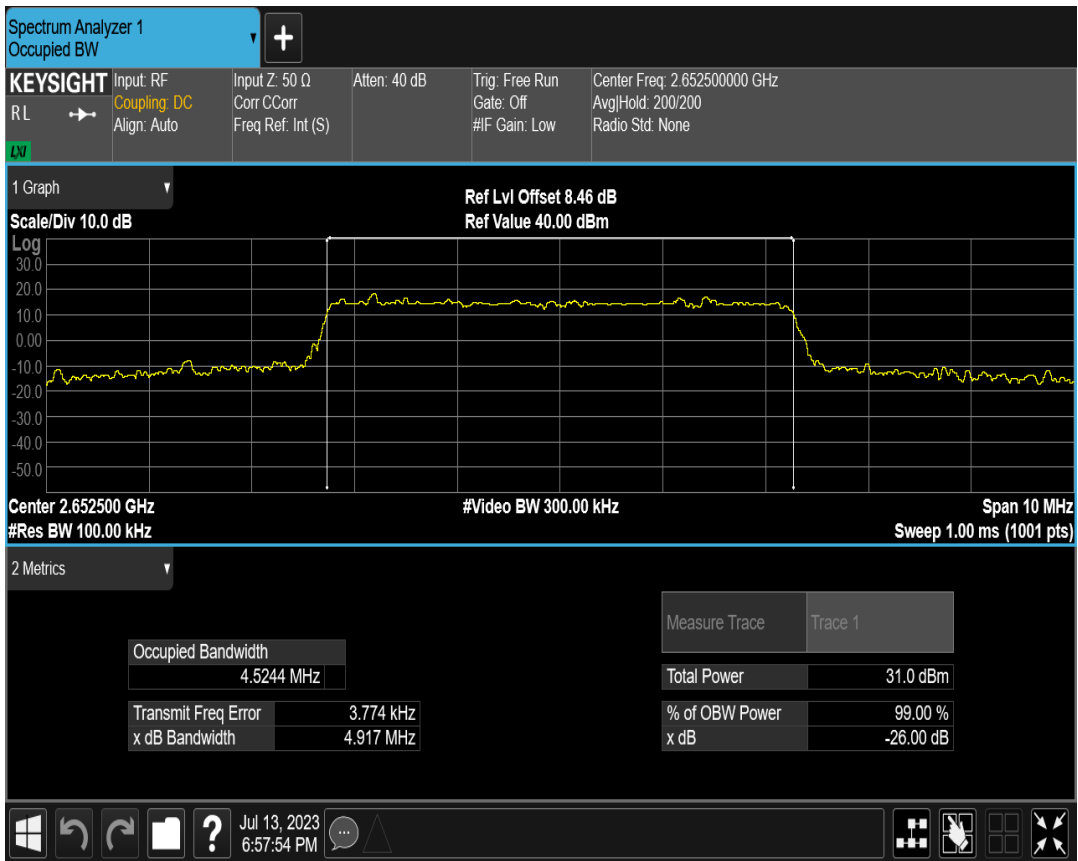 Spectrum Analyzer 1
Occupied BW
KEYSIGHT
RL
LXI
Input: RF
Coupling: DC
Align: Auto
Input Z: 50 Ω
Corr CCorr
Freq Ref: Int (S)
Atten: 40 dB
Trig: Free Run
Gate: Off
#IF Gain: Low
Center Freq: 2.652500000 GHz
Avg|Hold: 200/200
Radio Std: None
1 Graph
Scale/Div 10.0 dB
Ref Lvl Offset 8.46 dB
Ref Value 40.00 dBm
Log
30.0
20.0
10.0
0.00
-10.0
-20.0
-30.0
-40.0
-50.0
Center 2.652500 GHz
#Video BW 300.00 kHz
Span 10 MHz
#Res BW 100.00 kHz
Sweep 1.00 ms (1001 pts)
2 Metrics
Measure Trace Trace 1
Occupied Bandwidth
4.5244 MHz
Total Power 31.0 dBm
Transmit Freq Error 3.774 kHz
% of OBW Power 99.00 %
x dB Bandwidth 4.917 MHz
x dB -26.00 dB
?
Jul 13, 2023
6:57:54 PM